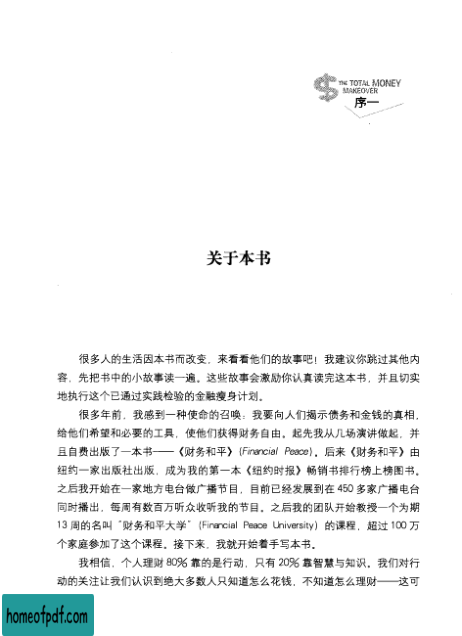 THE TOTAL MONEY
MAKEOVER
序一
关于本书
很多人的生活因本书而改变，来看看他们的故事吧！我建议你跳过其他内
容，先把书中的小故事读一遍。这些故事会激励你认真读完这本书，并且切实
地执行这个已通过实践检验的金融瘦身计划。
很多年前，我感到一种使命的召唤：我要向人们揭示债务和金钱的真相，
给他们希望和必要的工具，使他们获得财务自由。起先我从几场演讲做起，并
且自费出版了一本书——《财务和平》(Financial Peace)。后来《财务和平》由
纽约一家出版社出版，成为我的第一本《纽约时报》畅销书排行榜上榜图书。
之后我开始在一家地方电台做广播节目，目前已经发展到在 450 多家广播电台
同时播出，每周有数百万听众收听我的节目。之后我的团队开始教授一个为期
13 周的名叫“财务和平大学”(Financial Peace University) 的课程，超过 100 万
个家庭参加了这个课程。接下来，我就开始着手写本书。
我相信，个人理财 80% 靠的是行动，只有 20% 靠智慧与知识。我们对行
动的关注让我们认识到绝大多数人只知道怎么花钱，不知道怎么理财——这可
homeofpdf.com